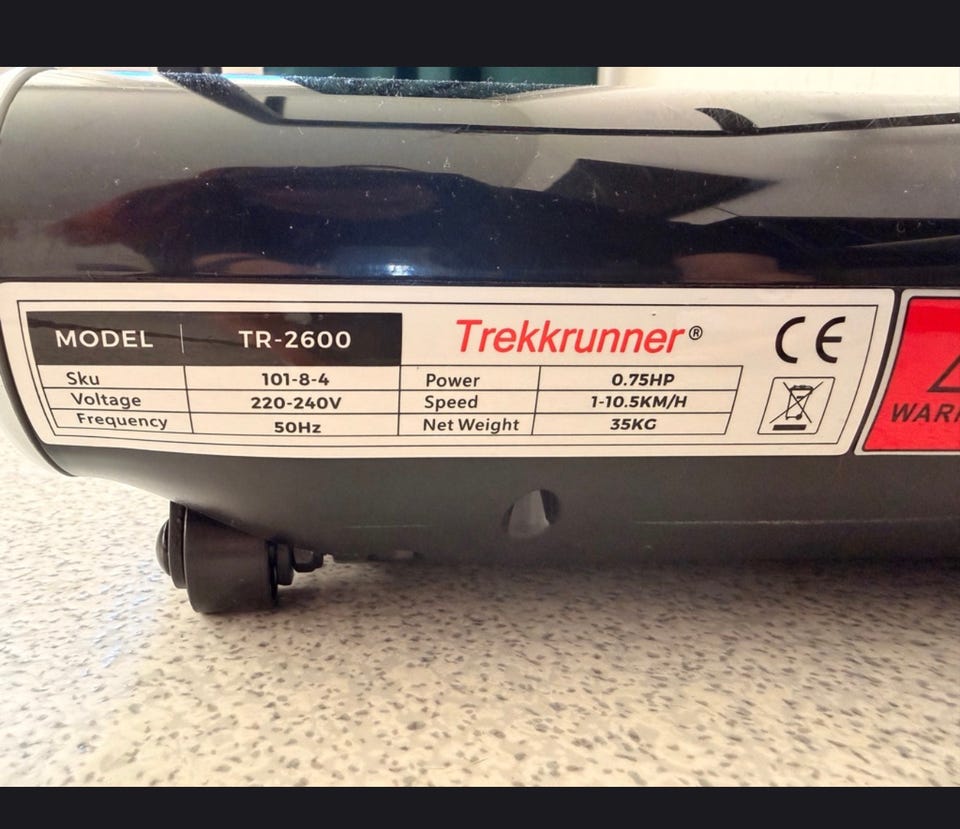 MODEL TR-2600 Trekkrunner® CE
Sku 101-8-4 Power 0.75HP
Voltage 220-240V Speed 1-10.5KM/H
Frequency 50Hz Net Weight 35KG